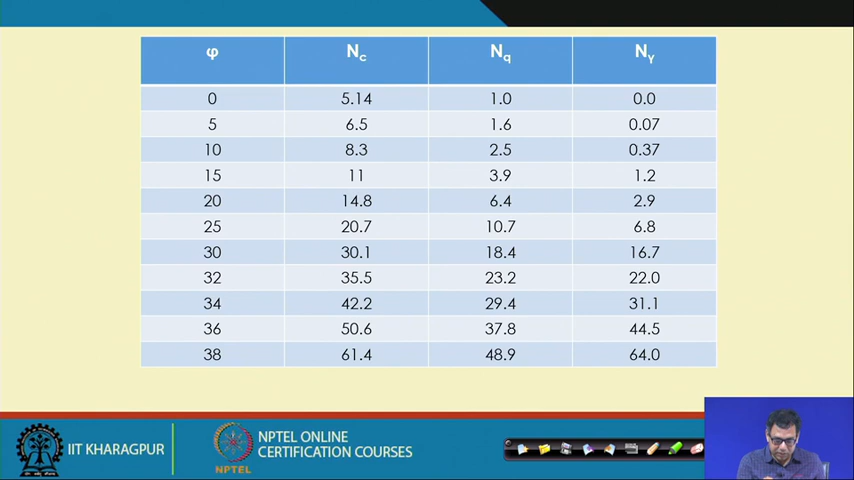 φ Nc Nq Nγ
0 5.14 1.0 0.0
5 6.5 1.6 0.07
10 8.3 2.5 0.37
15 11 3.9 1.2
20 14.8 6.4 2.9
25 20.7 10.7 6.8
30 30.1 18.4 16.7
32 35.5 23.2 22.0
34 42.2 29.4 31.1
36 50.6 37.8 44.5
38 61.4 48.9 64.0
IIT KHARAGPUR
NPTEL
NPTEL ONLINE
CERTIFICATION COURSES